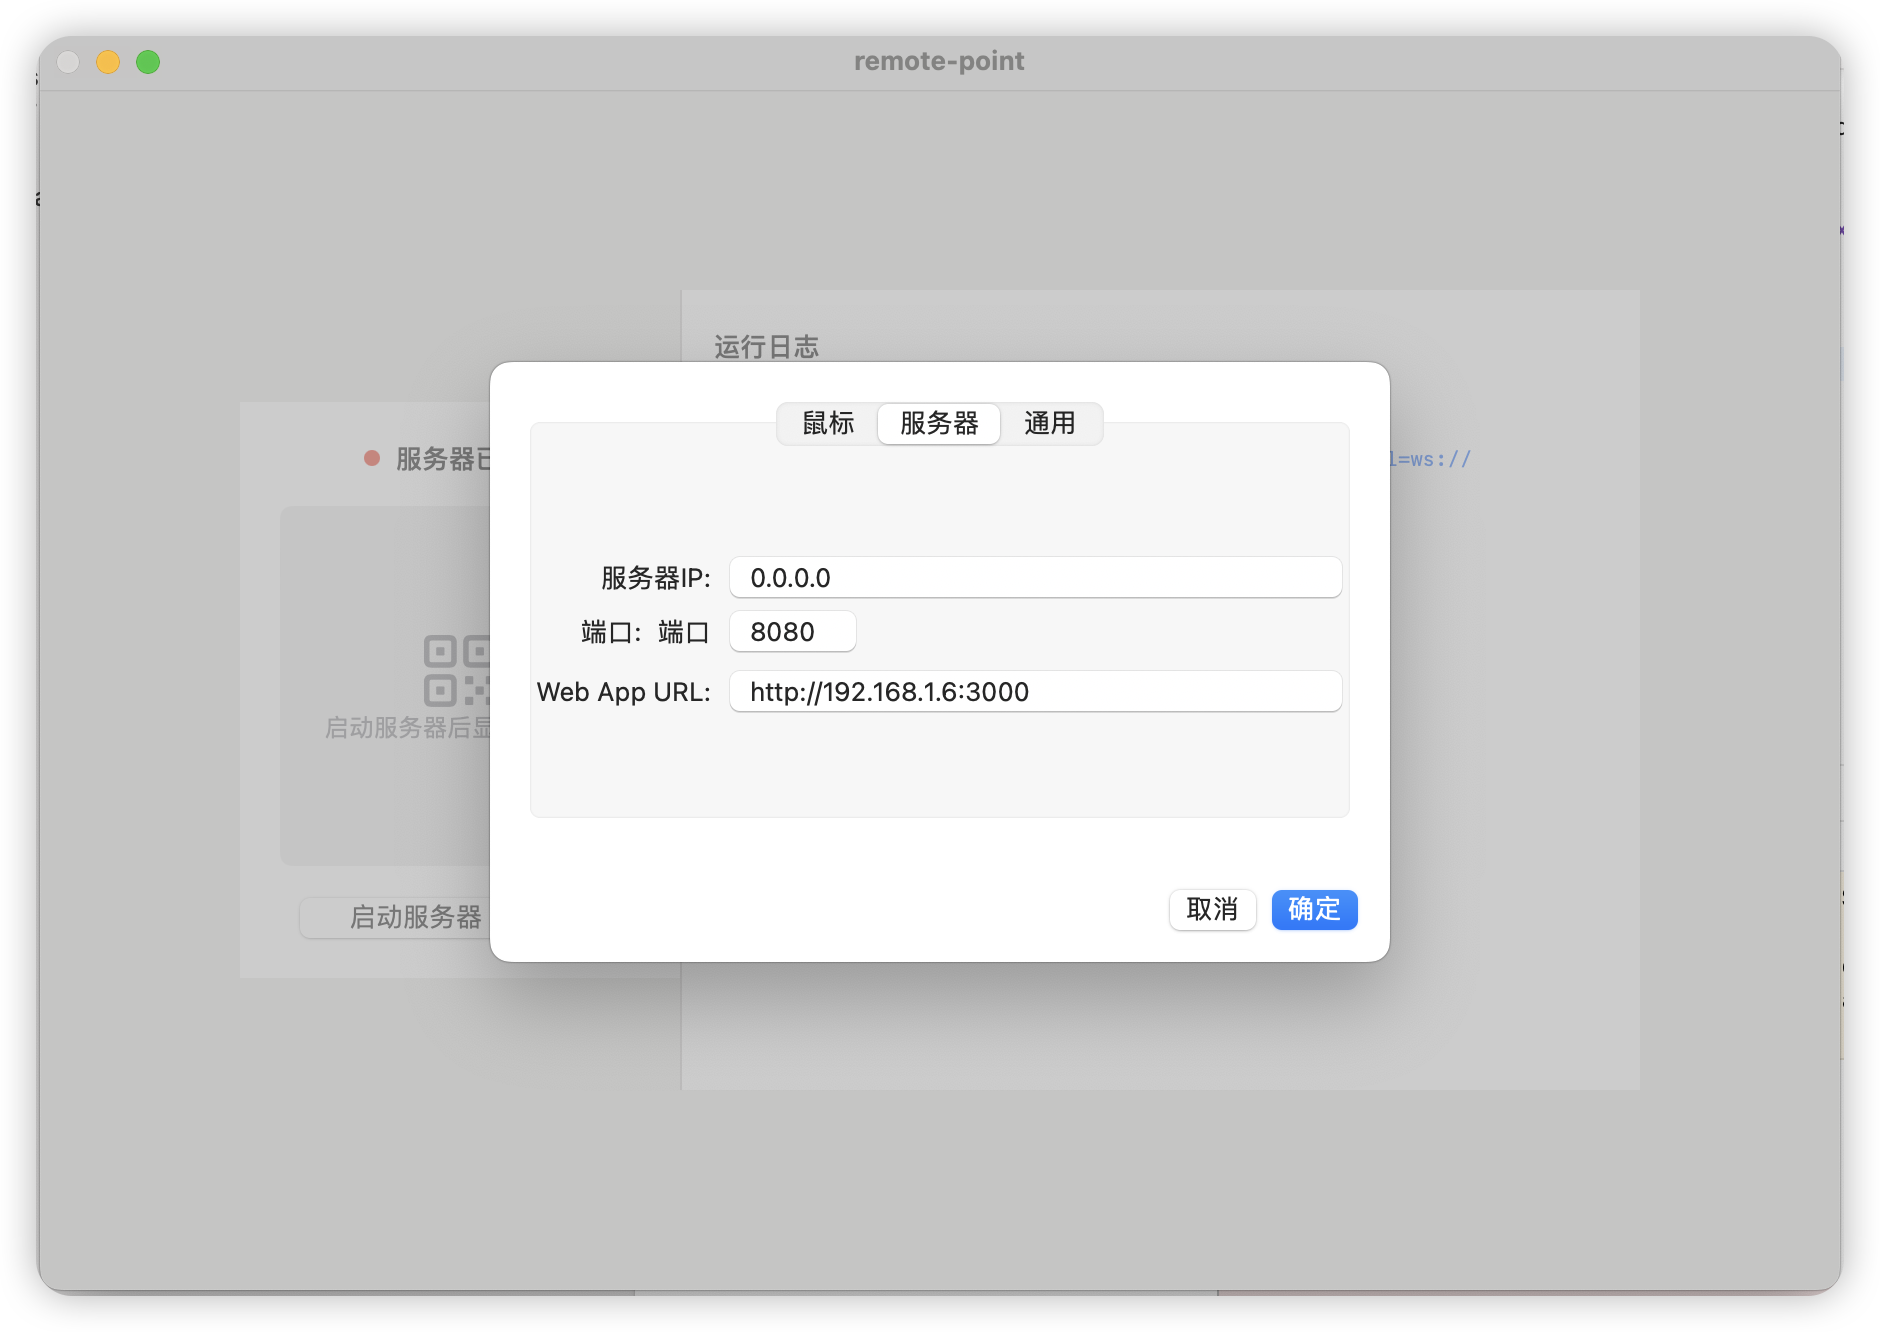 remote-point
运行日志
鼠标
服务器
通用
服务器已
l=ws://
服务器IP:
0.0.0.0
端口：端口
8080
Web App URL:
http://192.168.1.6:3000
启动服务器后显
启动服务器
取消
确定